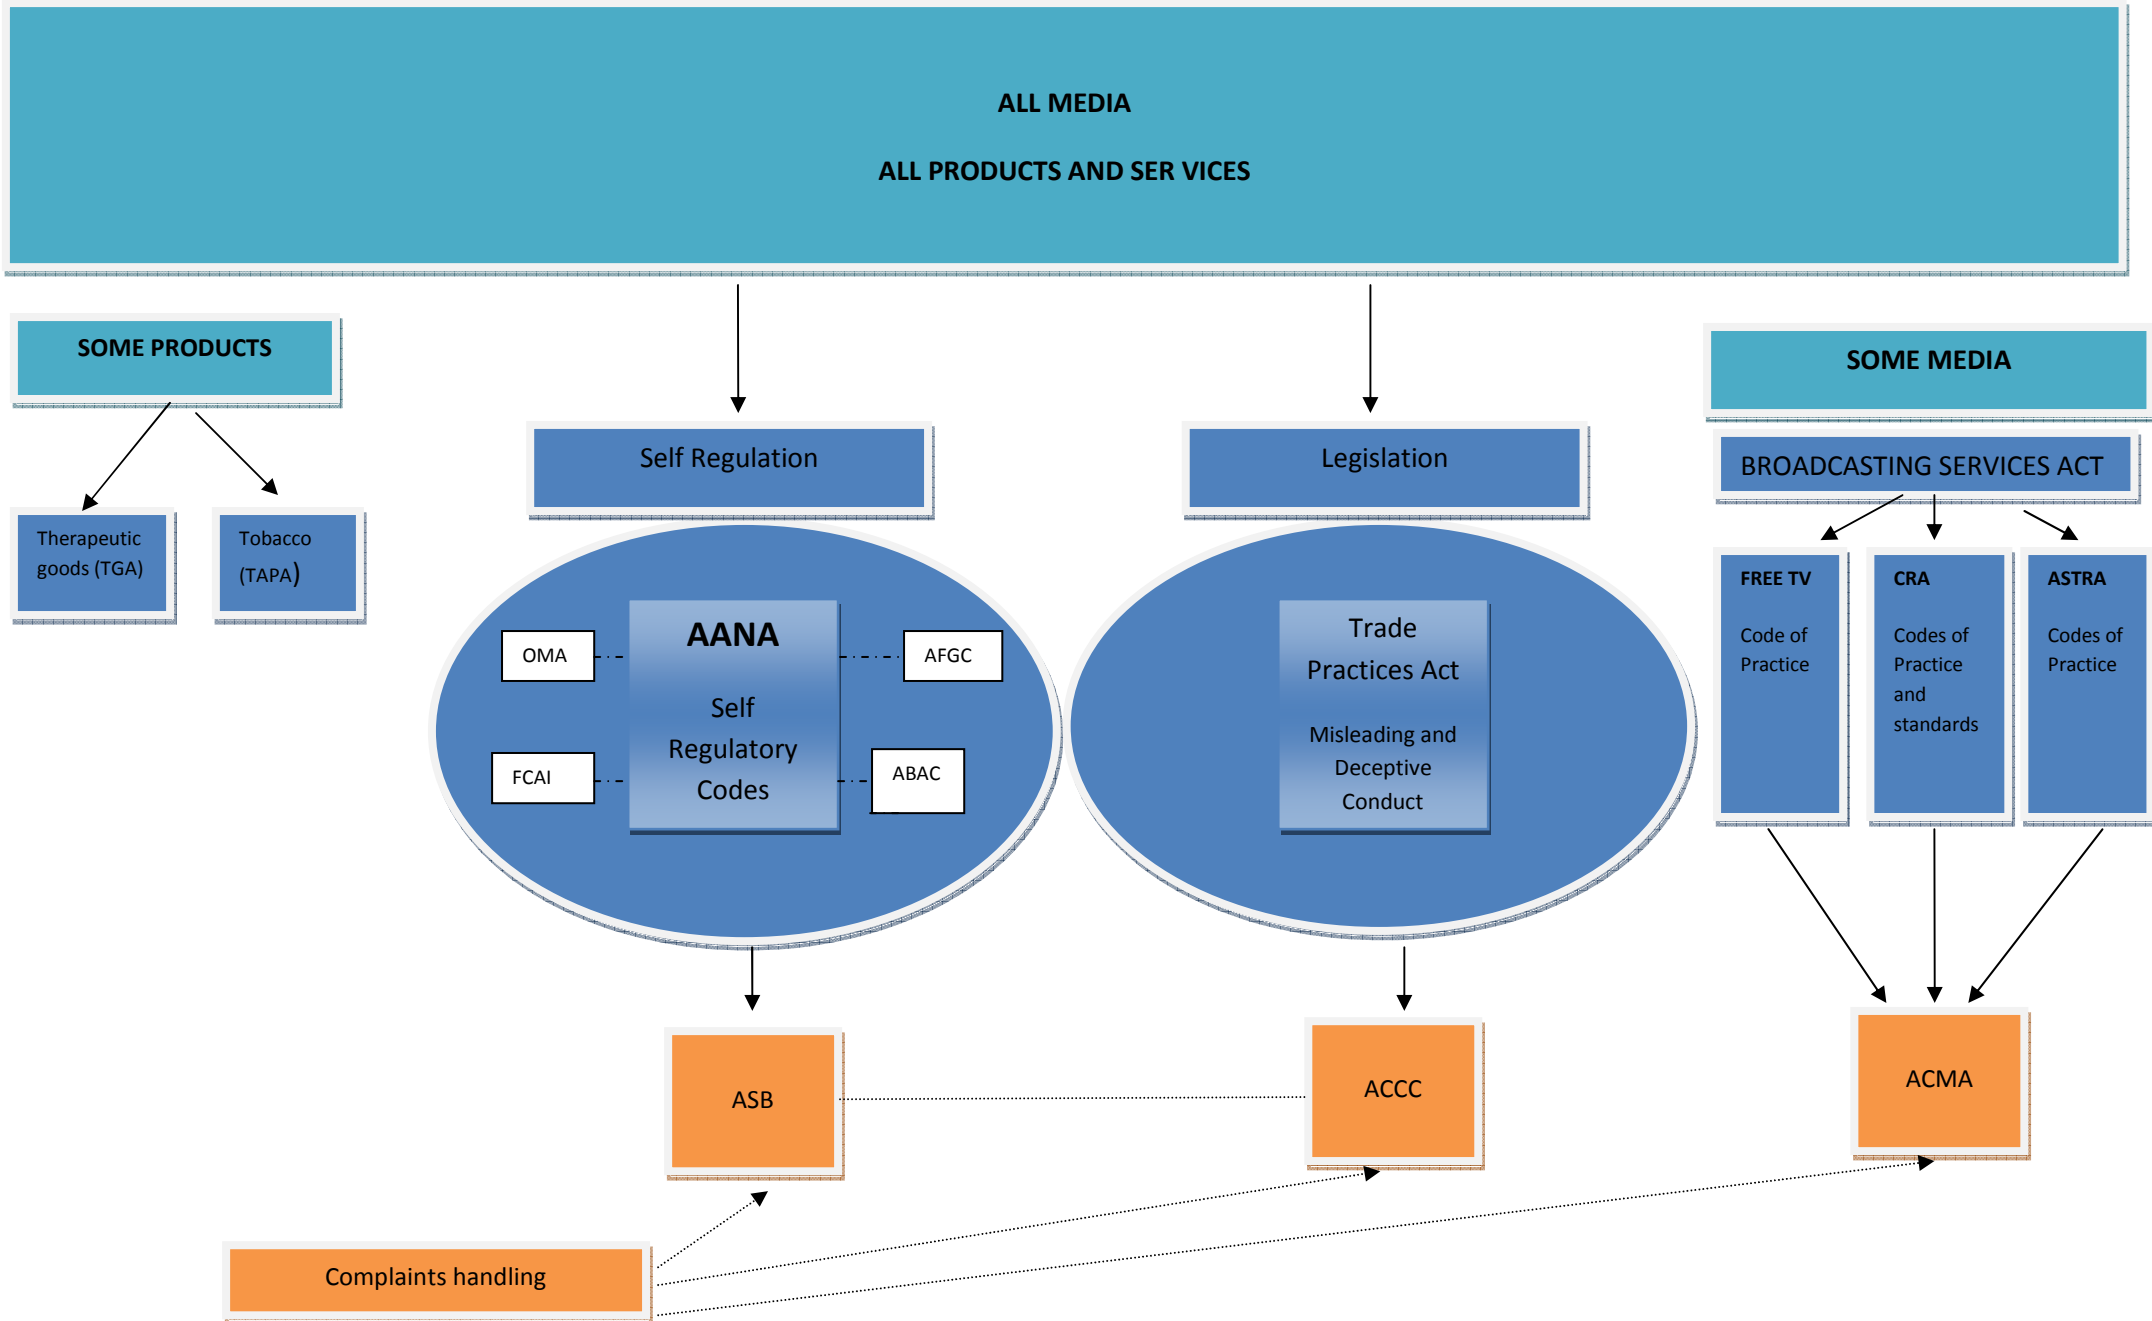 ALL MEDIA
ALL PRODUCTS AND SER VICES
SOME PRODUCTS
SOME MEDIA
Self Regulation
Legislation
BROADCASTING SERVICES ACT
Therapeutic
goods (TGA)
Tobacco
(TAPA)
OMA
FCAI
AANA
Self
Regulatory
Codes
AFGC
ABAC
Trade
Practices Act
Misleading and
Deceptive
Conduct
FREE TV
Code of
Practice
CRA
Codes of
Practice
and
standards
ASTRA
Codes of
Practice
ASB
ACCC
ACMA
Complaints handling